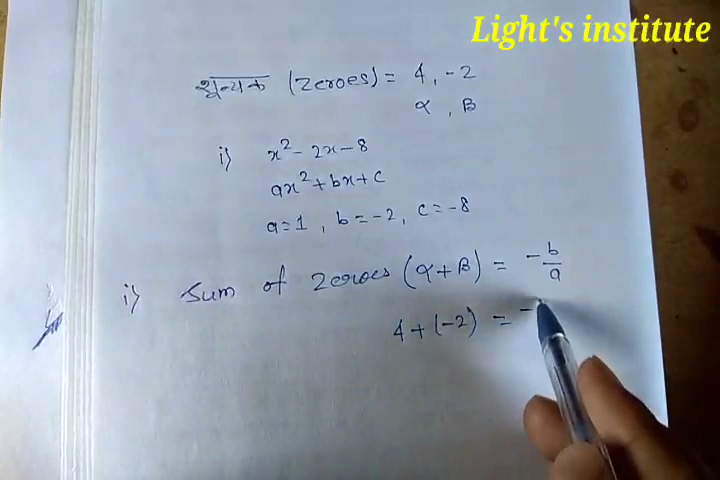 Light's institute
शून्यक (Zeroes) = 4, -2
α, β
i) x² - 2x - 8
ax² + bx + c
a = 1, b = -2, c = -8
i) Sum of Zeroes (α + β) = -b/a
4 + (-2) = -